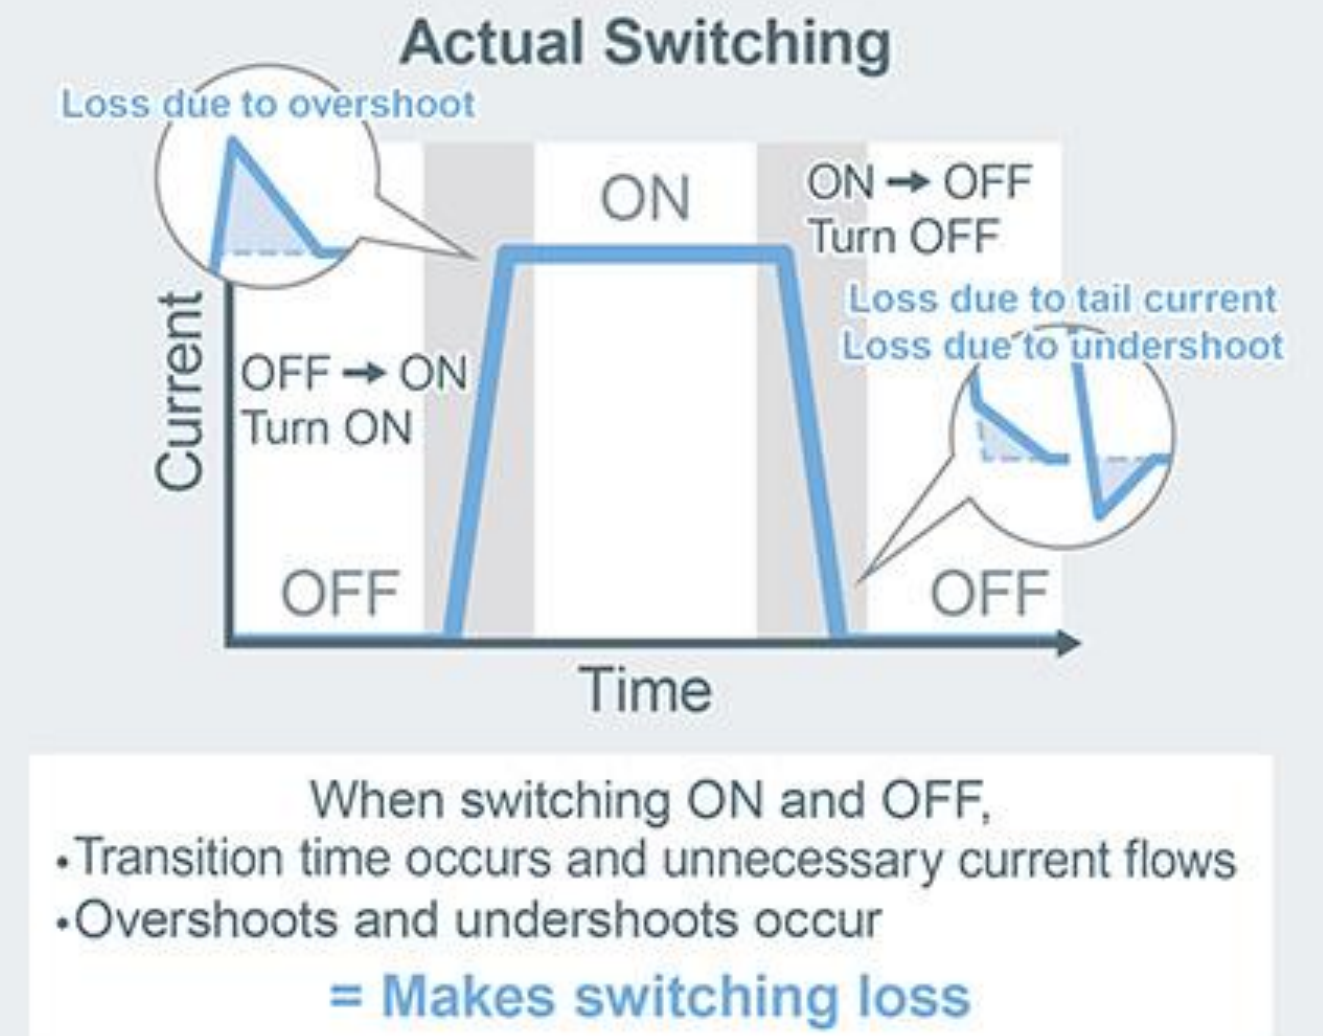 Actual Switching
Loss due to overshoot
ON
ON → OFF
Turn OFF
Loss due to tail current
Loss due to undershoot
Current
OFF → ON
Turn ON
OFF
OFF
Time
When switching ON and OFF,
•Transition time occurs and unnecessary current flows
•Overshoots and undershoots occur
= Makes switching loss